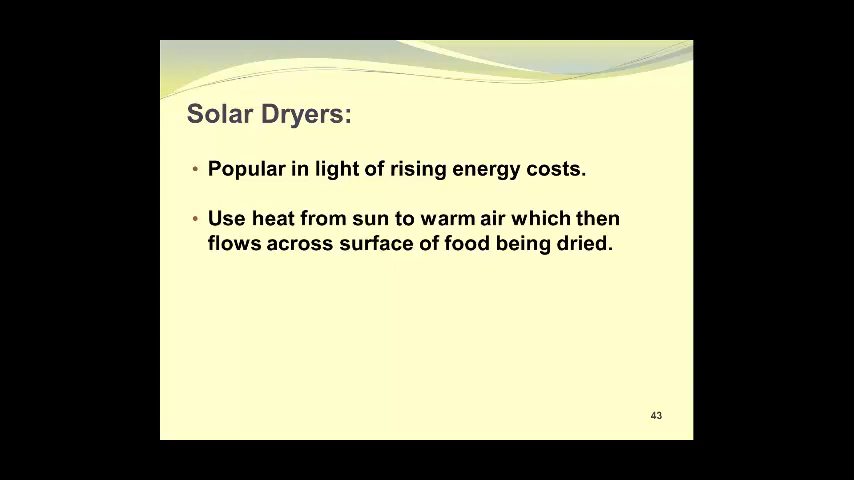 Solar Dryers:
• Popular in light of rising energy costs.
• Use heat from sun to warm air which then
flows across surface of food being dried.
43